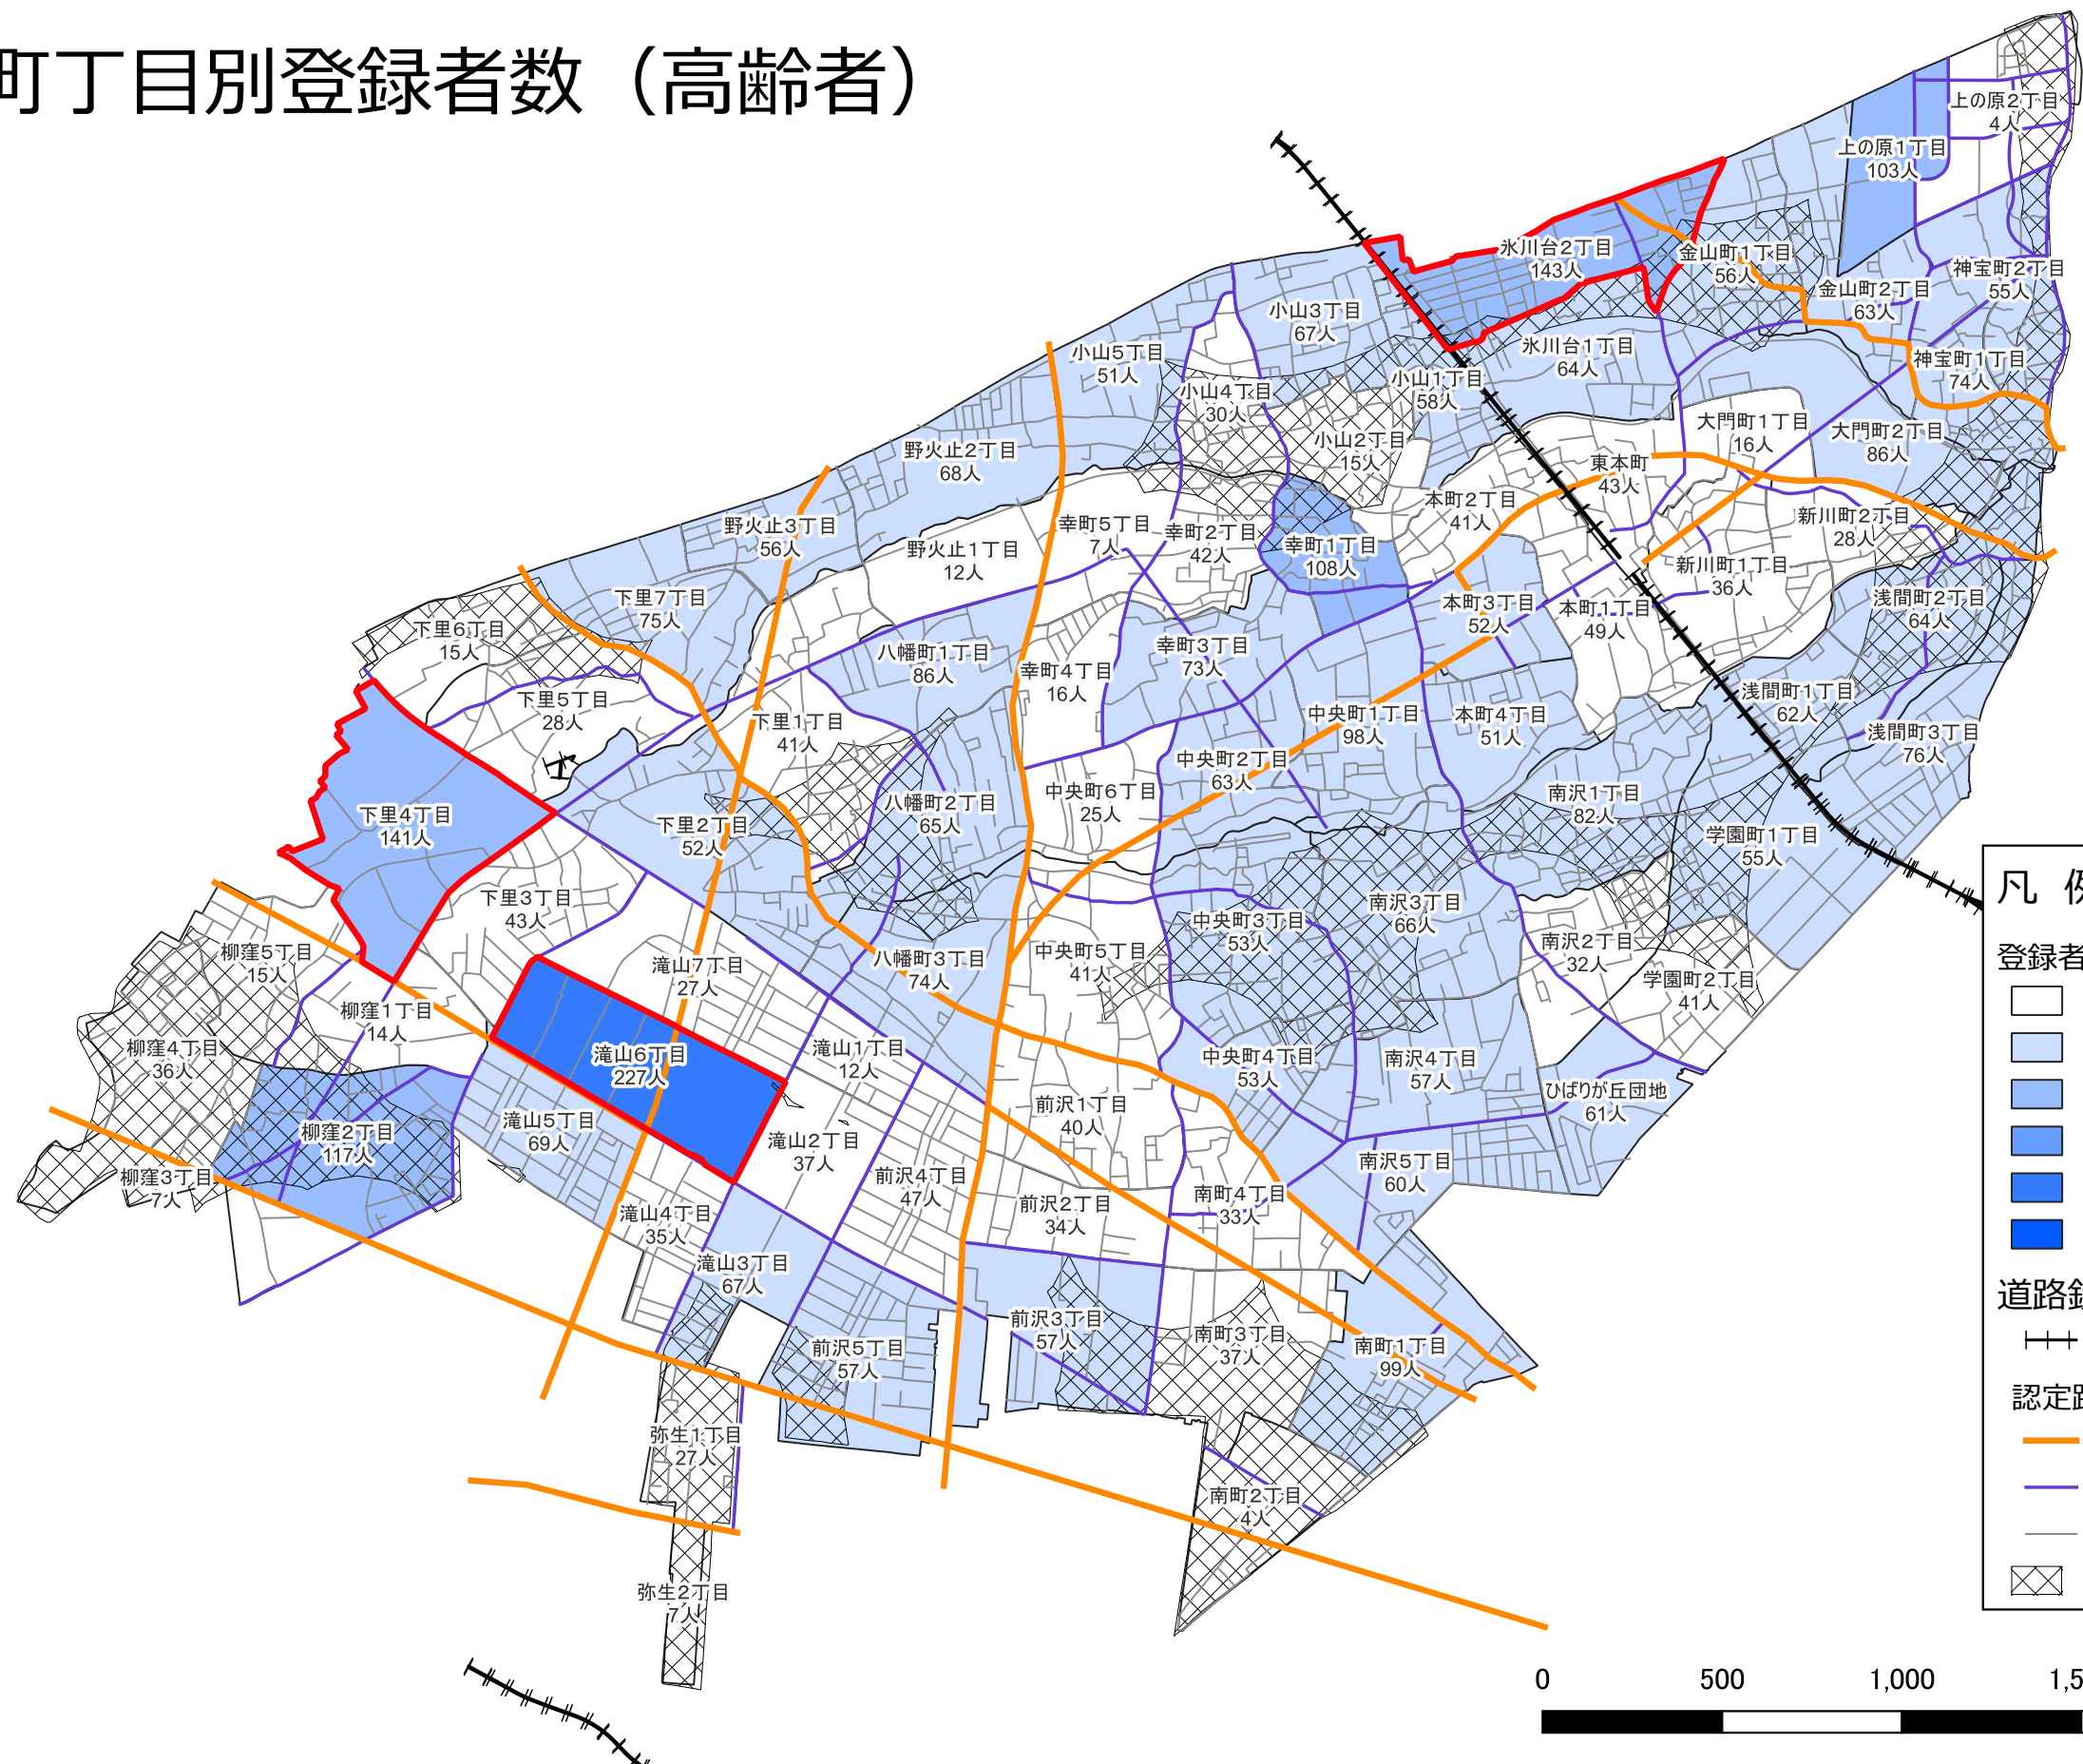 町丁目別登録者数（高齢者）
上の原2丁目
4人
上の原1丁目
103人
氷川台2丁目
143人
金山町1丁目
56人
神宝町2丁目
55人
金山町2丁目
63人
小山3丁目
67人
氷川台1丁目
64人
小山5丁目
51人
神宝町1丁目
74人
小山1丁目
58人
小山4丁目
30人
大門町1丁目
16人
大門町2丁目
86人
小山2丁目
15人
野火止2丁目
68人
東本町
43人
本町2丁目
41人
野火止3丁目
56人
幸町5丁目
7人
幸町2丁目
42人
新川町2丁目
28人
幸町1丁目
108人
野火止1丁目
12人
新川町1丁目
36人
下里7丁目
75人
本町3丁目
52人
本町1丁目
49人
浅間町2丁目
64人
下里6丁目
15人
八幡町1丁目
86人
幸町3丁目
73人
幸町4丁目
16人
下里5丁目
28人
浅間町1丁目
62人
下里1丁目
41人
中央町1丁目
98人
本町4丁目
51人
浅間町3丁目
76人
中央町2丁目
63人
中央町6丁目
25人
南沢1丁目
82人
八幡町2丁目
65人
下里4丁目
141人
下里2丁目
52人
学園町1丁目
55人
凡 例
下里3丁目
43人
南沢3丁目
66人
中央町3丁目
53人
南沢2丁目
32人
登録者
柳窪5丁目
15人
滝山7丁目
27人
八幡町3丁目
74人
中央町5丁目
41人
学園町2丁目
41人
柳窪1丁目
14人
柳窪4丁目
36人
滝山6丁目
227人
滝山1丁目
12人
中央町4丁目
53人
南沢4丁目
57人
ひばりが丘団地
61人
前沢1丁目
40人
滝山5丁目
69人
柳窪2丁目
117人
滝山2丁目
37人
南沢5丁目
60人
柳窪3丁目
7人
前沢4丁目
47人
南町4丁目
33人
前沢2丁目
34人
滝山4丁目
35人
滝山3丁目
67人
道路
前沢3丁目
57人
南町3丁目
37人
南町1丁目
99人
前沢5丁目
57人
認定
弥生1丁目
27人
南町2丁目
4人
弥生2丁目
7人
0 500 1,000 1,5